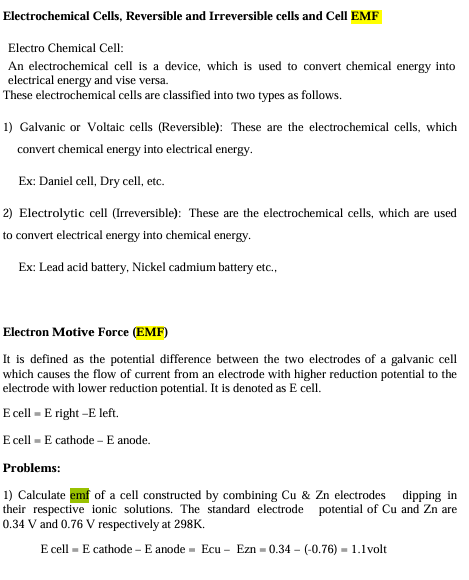 Electrochemical Cells, Reversible and Irreversible cells and Cell EMF
Electro Chemical Cell:
An electrochemical cell is a device, which is used to convert chemical energy into
electrical energy and vise versa.
These electrochemical cells are classified into two types as follows.
1) Galvanic or Voltaic cells (Reversible): These are the electrochemical cells, which
convert chemical energy into electrical energy.
Ex: Daniel cell, Dry cell, etc.
2) Electrolytic cell (Irreversible): These are the electrochemical cells, which are used
to convert electrical energy into chemical energy.
Ex: Lead acid battery, Nickel cadmium battery etc.,
Electron Motive Force (EMF)
It is defined as the potential difference between the two electrodes of a galvanic cell
which causes the flow of current from an electrode with higher reduction potential to the
electrode with lower reduction potential. It is denoted as E cell.
E cell = E right –E left.
E cell = E cathode – E anode.
Problems:
1) Calculate emf of a cell constructed by combining Cu & Zn electrodes dipping in
their respective ionic solutions. The standard electrode potential of Cu and Zn are
0.34 V and 0.76 V respectively at 298K.
E cell = E cathode – E anode = Ecu – Ezn = 0.34 – (-0.76) = 1.1volt